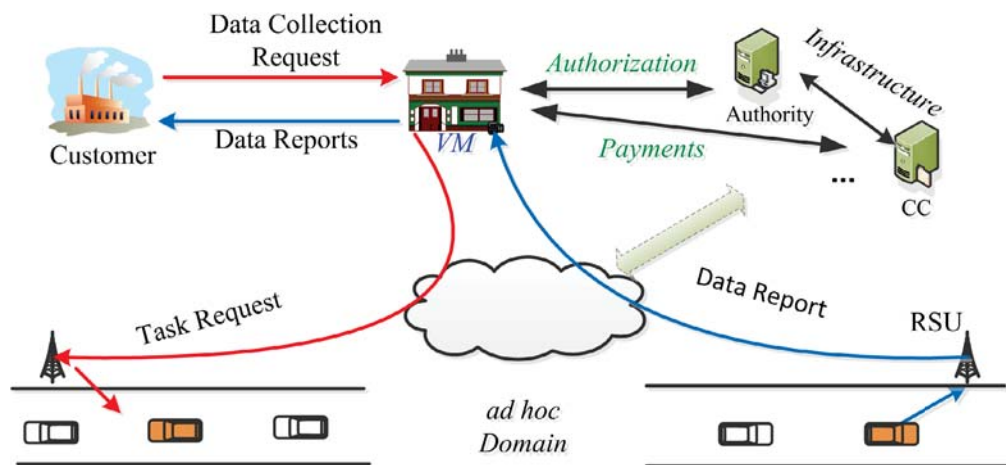 Data Collection
Request
Data Reports
Customer
VM
Authorization
Payments
Authority
Infrastructure
...
CC
Task Request
Data Report
RSU
ad hoc
Domain